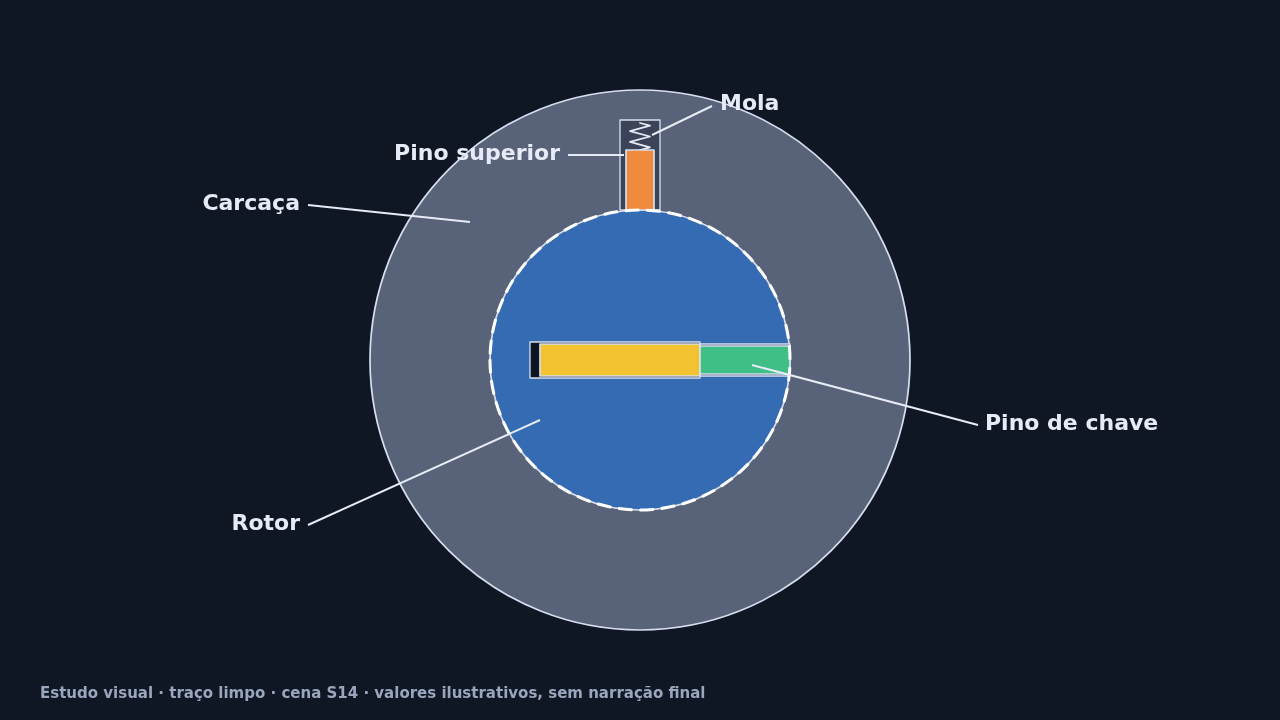 Mola
Pino superior
Carcaça
Pino de chave
Rotor
Estudo visual · traço limpo · cena S14 · valores ilustrativos, sem narração final